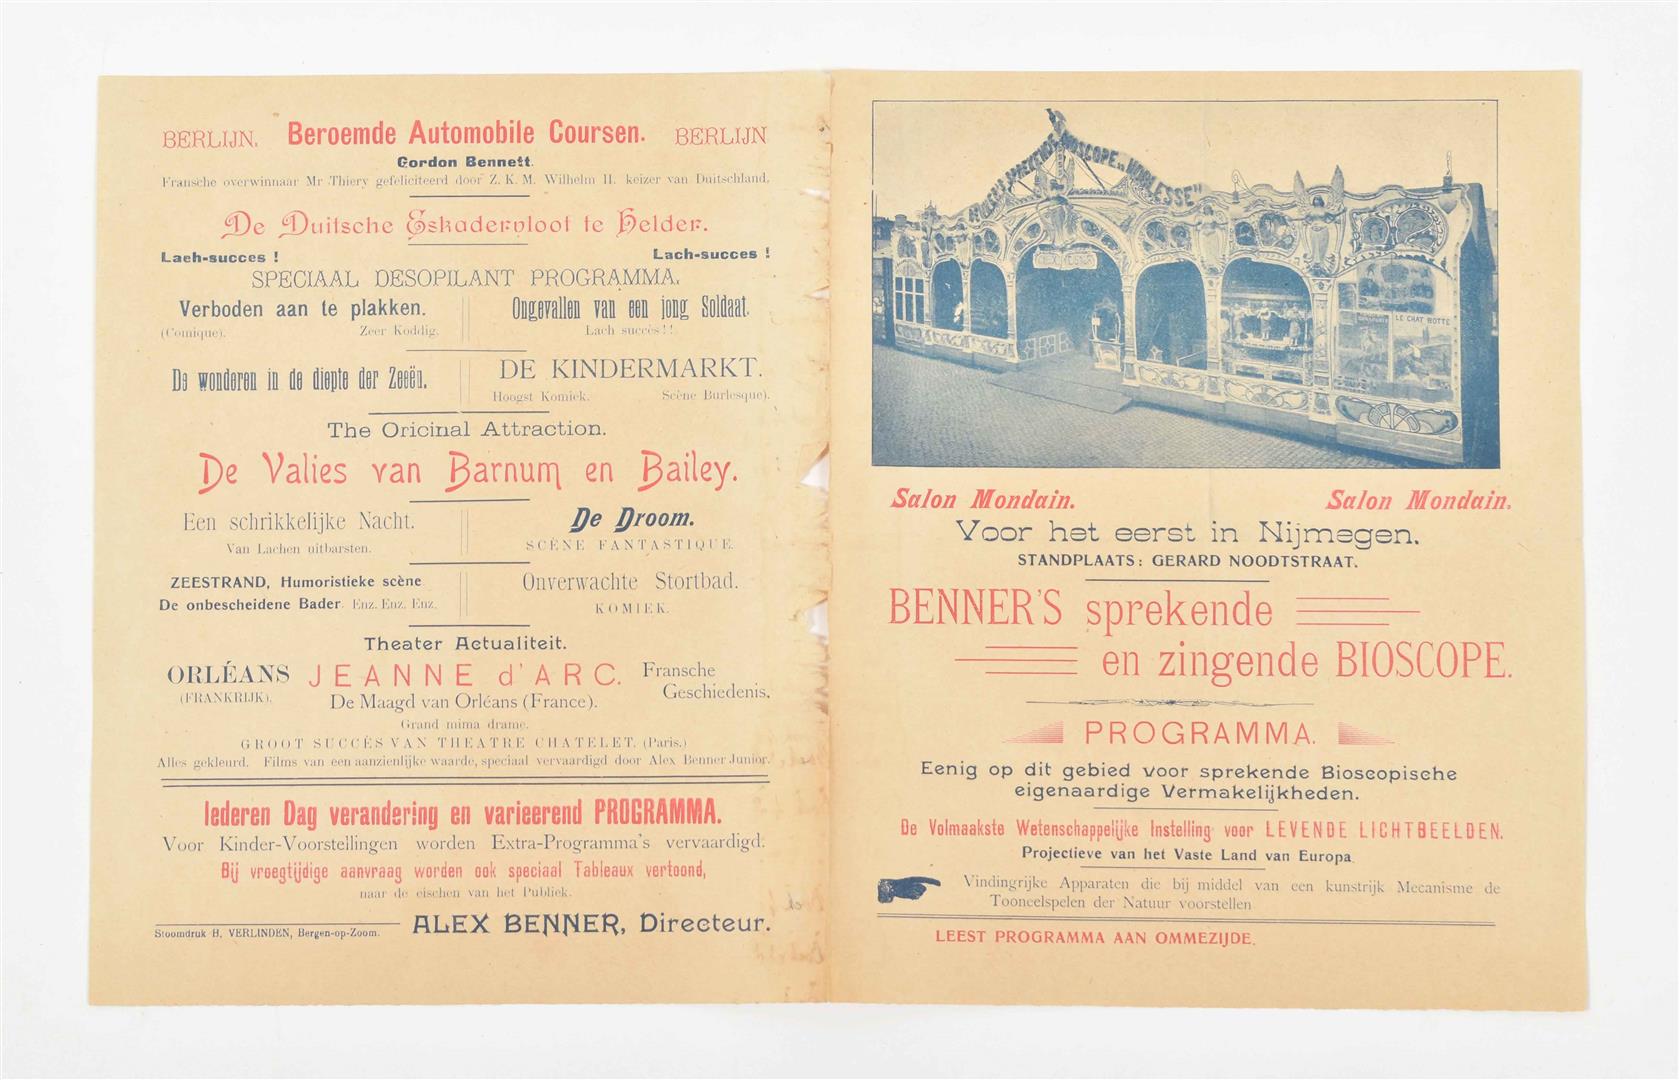 BERLIJN. Beroemde Automobile Coursen. BERLIJN
Gordon Bennett.
Fransche overwinnaar Mr Thiery gefeliciteerd door Z. K. M. Wilhelm II. keizer van Duitschland.
De Duitsche Eskadervloot te Helder.
Lach-succes ! Lach-succes !
SPECIAAL DESOPILANT PROGRAMMA.
Verboden aan te plakken.
(Comique). Zeer Koddig.
Ongevallen van een jong Soldaat.
Lach succès!!
De wonderen in de diepte der Zeeën.
DE KINDERMARKT.
Hoogst Komiek. Scène Burlesque).
The Oricinal Attraction.
De Valies van Barnum en Bailey.
Een schrikkelijke Nacht.
Van Lachen uitbarsten.
De Droom.
SCÈNE FANTASTIQUE.
ZEESTRAND, Humoristieke scène
De onbescheidene Bader. Enz. Enz. Enz.
Onverwachte Stortbad.
KOMIEK.
Theater Actualiteit.
ORLÉANS JEANNE d'ARC. Fransche
(FRANKRIJK). De Maagd van Orléans (France). Geschiedenis.
Grand mima drame.
GROOT SUCCÈS VAN THEATRE CHATELET. (Paris.)
Alles gekleurd. Films van een aanzienlijke waarde, speciaal vervaardigd door Alex Benner Junior.
Iederen Dag verandering en varieerend PROGRAMMA.
Voor Kinder-Voorstellingen worden Extra-Programma's vervaardigd.
Bij vroegtijdige aanvraag worden ook speciaal Tableaux vertoond,
naar de eischen van het Publiek.
Stoomdruk H. VERLINDEN, Bergen-op-Zoom. ALEX BENNER, Directeur.
SPREKENDE BIOSCOPE "NOBLESSE"
LE CHAT BOTTE
Salon Mondain. Salon Mondain.
Voor het eerst in Nijmegen.
STANDPLAATS: GERARD NOODTSTRAAT.
BENNER'S sprekende
en zingende BIOSCOPE.
PROGRAMMA.
Eenig op dit gebied voor sprekende Bioscopische
eigenaardige Vermakelijkheden.
De Volmaakste Wetenschappelijke Instelling voor LEVENDE LICHTBEELDEN.
Projectieve van het Vaste Land van Europa.
Vindingrijke Apparaten die bij middel van een kunstrijk Mecanisme de
Tooneelspelen der Natuur voorstellen
LEEST PROGRAMMA AAN OMMEZIJDE.